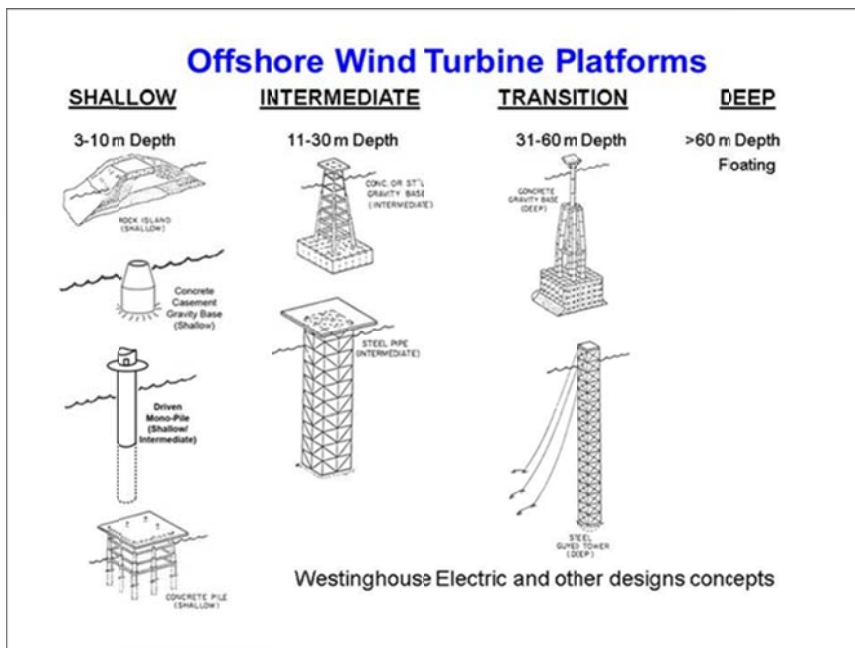 Offshore Wind Turbine Platforms
SHALLOW
3-10 m Depth
ROCK ISLAND
(SHALLOW)
Concrete
Casement
Gravity Base
(Shallow)
Driven
Mono-Pile
(Shallow/
Intermediate)
CONCRETE PILE
(SHALLOW)
INTERMEDIATE
11-30 m Depth
CONC. OR STL
GRAVITY BASE
(INTERMEDIATE)
STEEL PIPE
(INTERMEDIATE)
TRANSITION
31-60 m Depth
CONCRETE
GRAVITY BASE
(DEEP)
STEEL
GUYED TOWER
(DEEP)
DEEP
>60 m Depth
Foating
Westinghouse Electric and other designs concepts